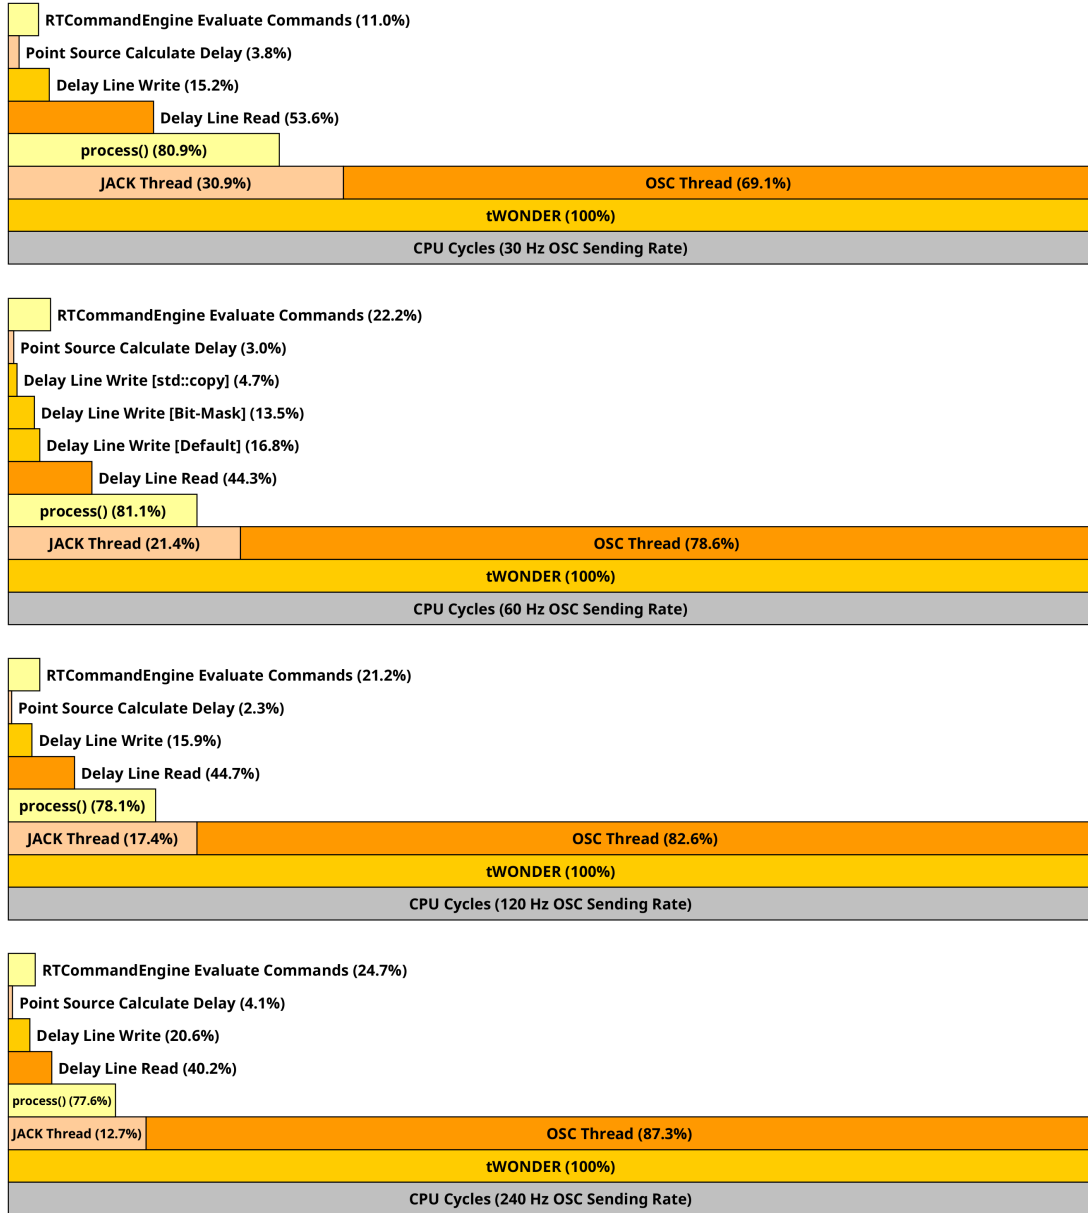 RTCommandEngine Evaluate Commands (11.0%)
Point Source Calculate Delay (3.8%)
Delay Line Write (15.2%)
Delay Line Read (53.6%)
process() (80.9%)
JACK Thread (30.9%) OSC Thread (69.1%)
tWONDER (100%)
CPU Cycles (30 Hz OSC Sending Rate)
RTCommandEngine Evaluate Commands (22.2%)
Point Source Calculate Delay (3.0%)
Delay Line Write [std::copy] (4.7%)
Delay Line Write [Bit-Mask] (13.5%)
Delay Line Write [Default] (16.8%)
Delay Line Read (44.3%)
process() (81.1%)
JACK Thread (21.4%) OSC Thread (78.6%)
tWONDER (100%)
CPU Cycles (60 Hz OSC Sending Rate)
RTCommandEngine Evaluate Commands (21.2%)
Point Source Calculate Delay (2.3%)
Delay Line Write (15.9%)
Delay Line Read (44.7%)
process() (78.1%)
JACK Thread (17.4%) OSC Thread (82.6%)
tWONDER (100%)
CPU Cycles (120 Hz OSC Sending Rate)
RTCommandEngine Evaluate Commands (24.7%)
Point Source Calculate Delay (4.1%)
Delay Line Write (20.6%)
Delay Line Read (40.2%)
process() (77.6%)
JACK Thread (12.7%) OSC Thread (87.3%)
tWONDER (100%)
CPU Cycles (240 Hz OSC Sending Rate)